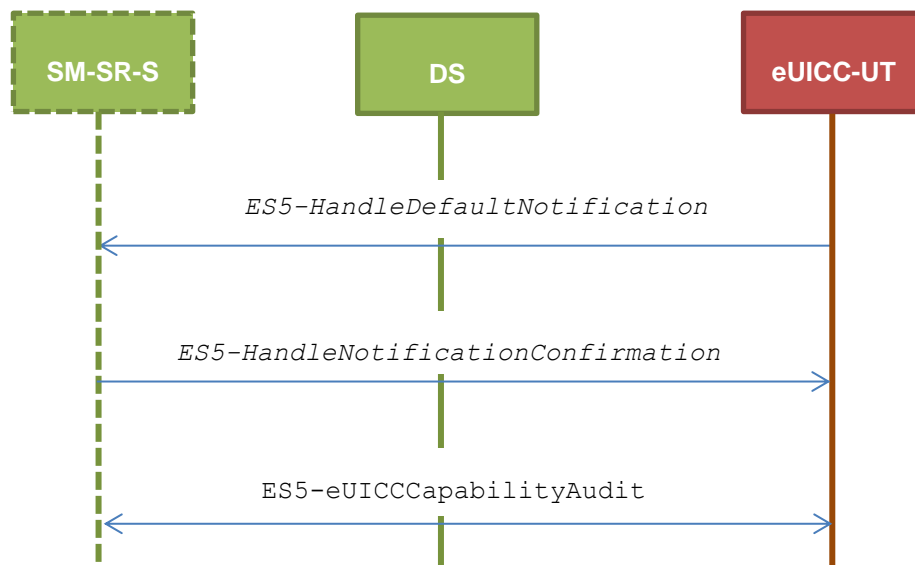 SM-SR-S
DS
eUICC-UT
ES5-HandleDefaultNotification
ES5-HandleNotificationConfirmation
ES5-eUICCCapabilityAudit